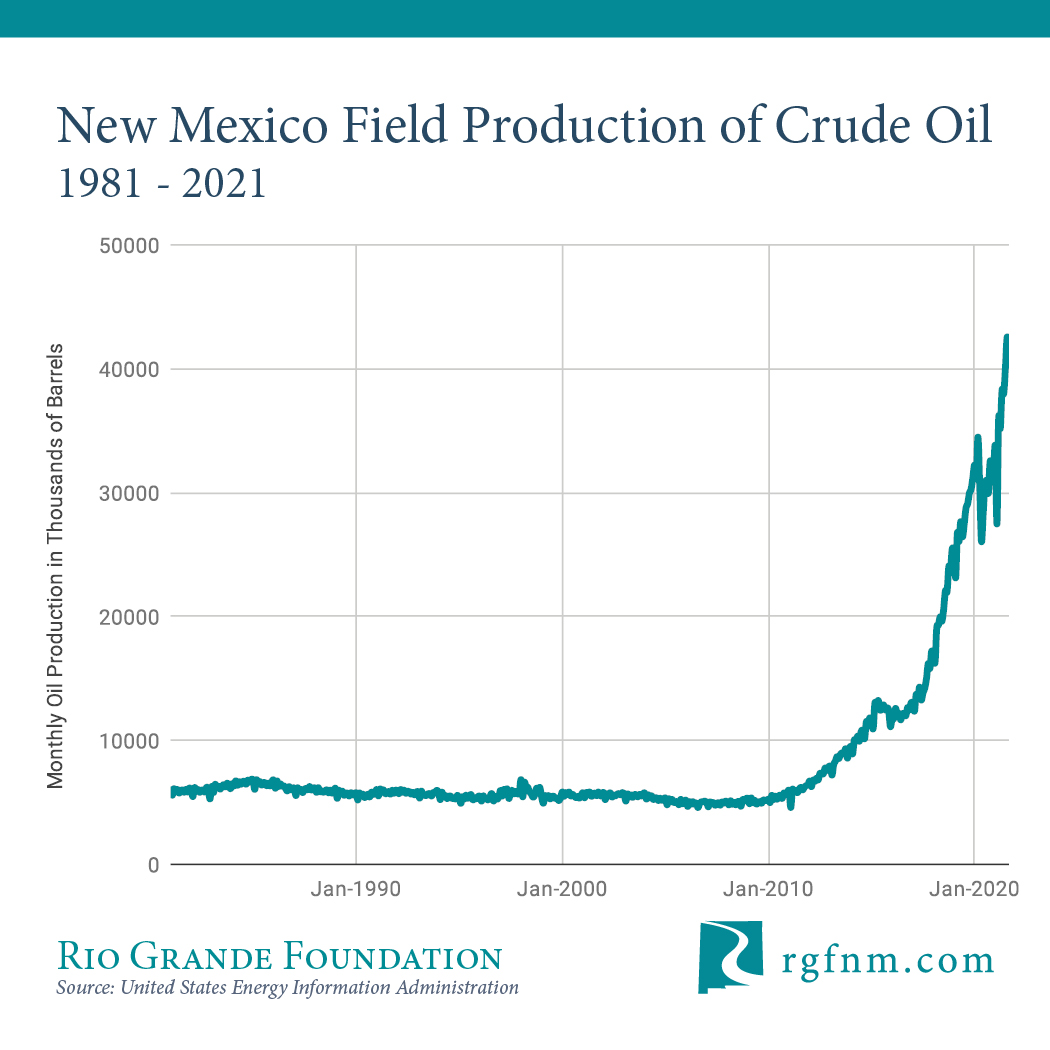 New Mexico Field Production of Crude Oil
1981 - 2021
50000
40000
30000
20000
10000
0
Monthly Oil Production in Thousands of Barrels
Jan-1990
Jan-2000
Jan-2010
Jan-2020
Rio Grande Foundation
Source: United States Energy Information Administration
rgfnm.com